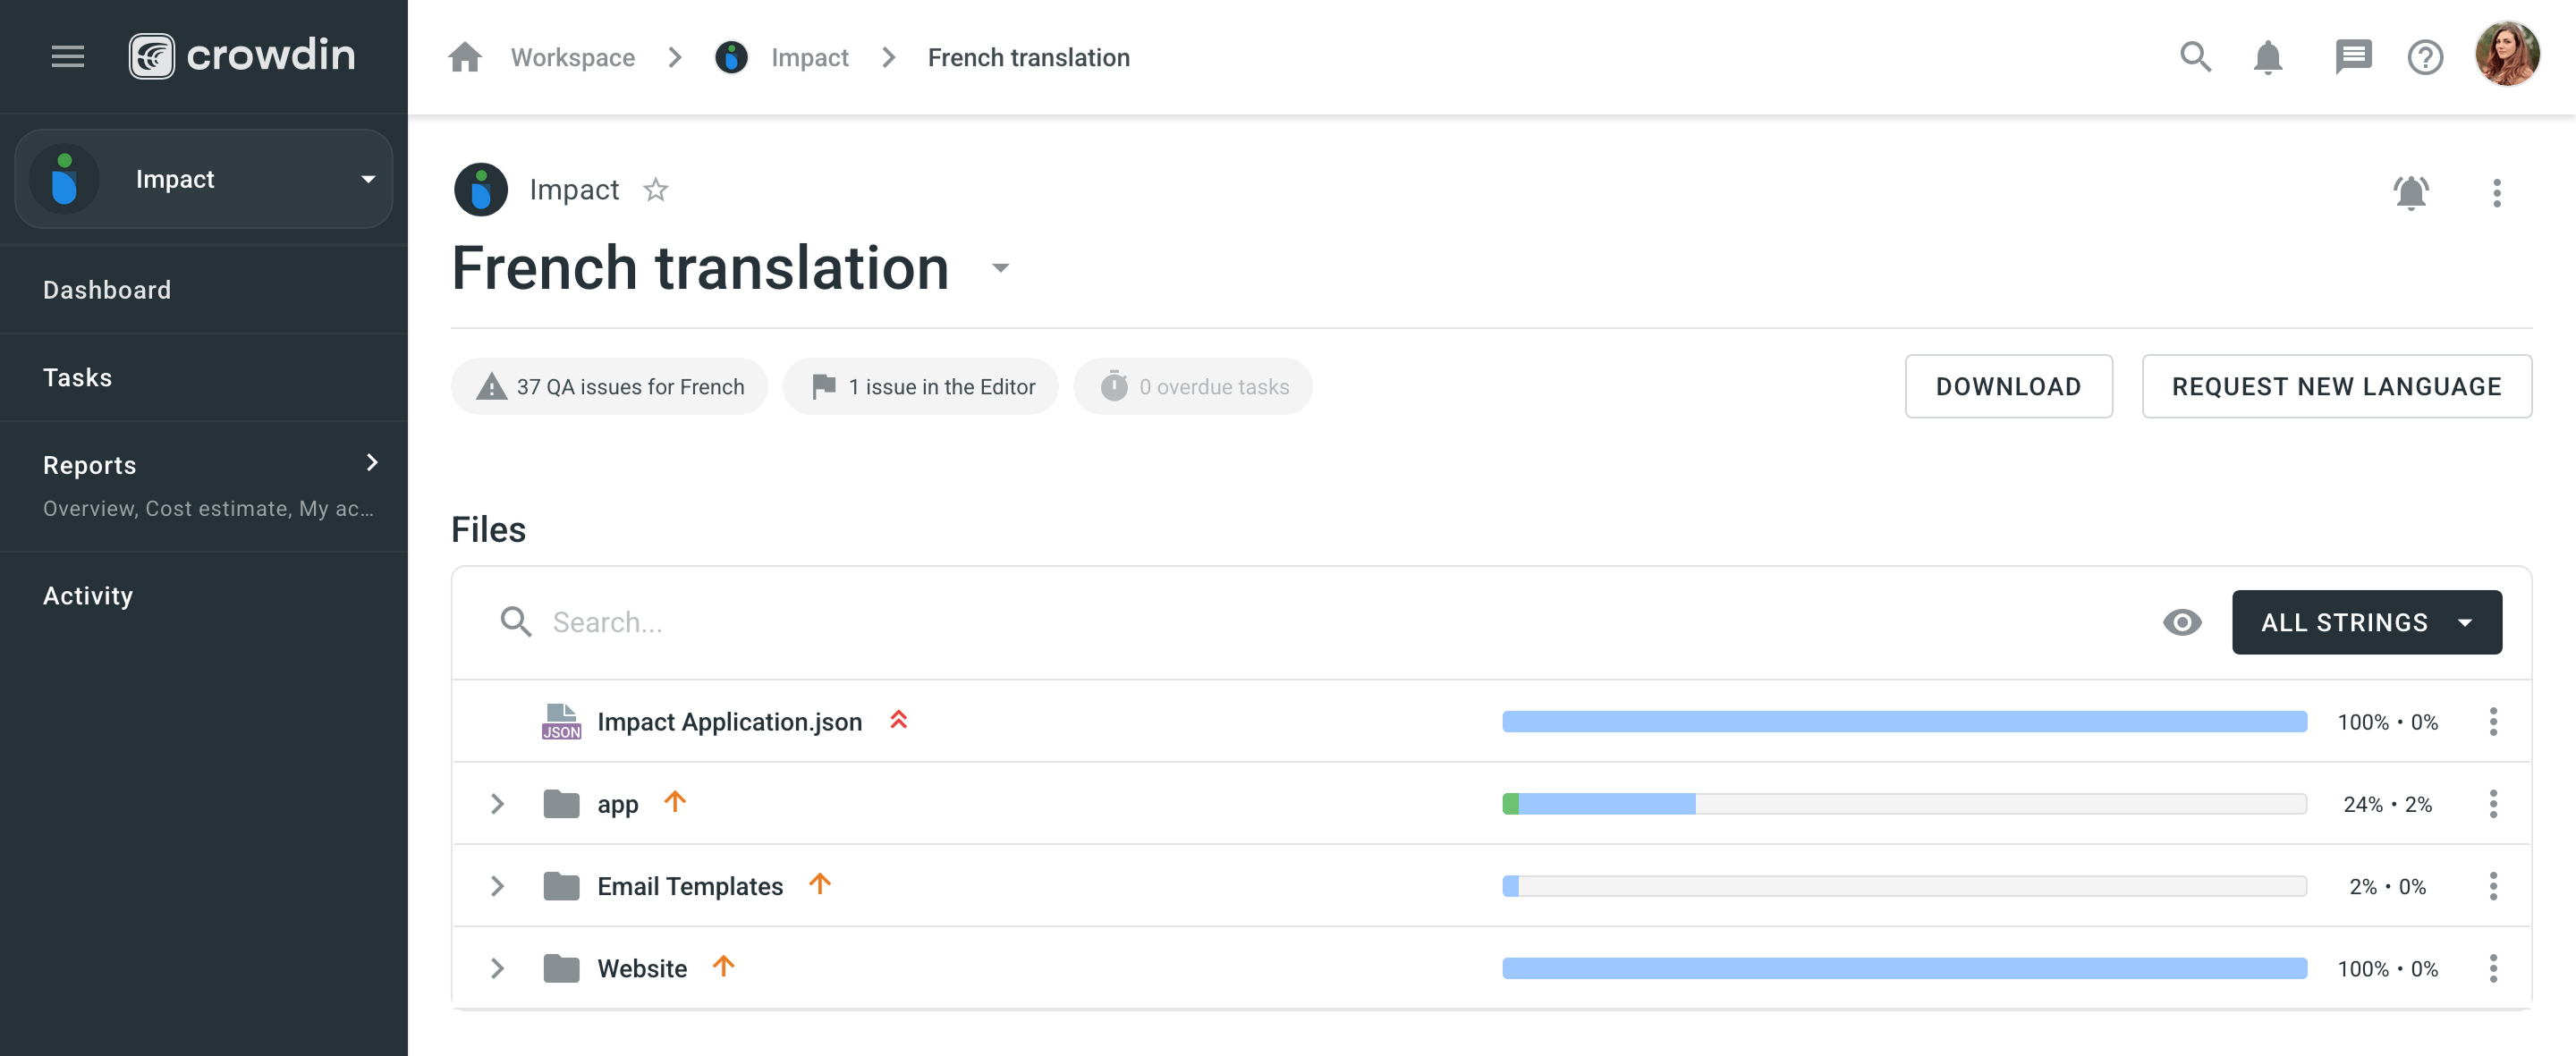 crowdin
Workspace
Impact
French translation
Impact
Dashboard
Tasks
Reports
Overview, Cost estimate, My ac...
Activity
Impact
French translation
37 QA issues for French
1 issue in the Editor
0 overdue tasks
DOWNLOAD
REQUEST NEW LANGUAGE
Files
Search...
ALL STRINGS
JSON
Impact Application.json
100% • 0%
app
24% • 2%
Email Templates
2% • 0%
Website
100% • 0%